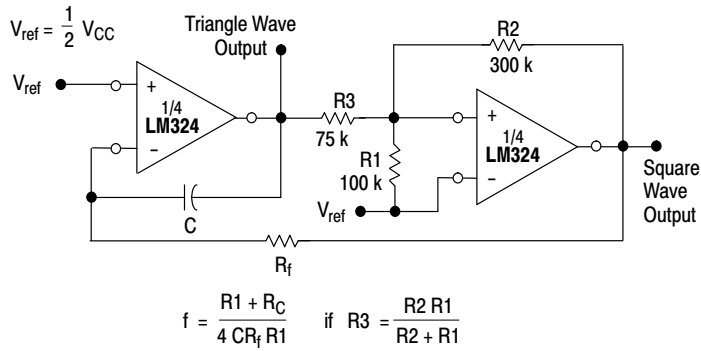 V_ref = 1/2 V_CC
Triangle Wave
Output
R2
300 k
V_ref
+
1/4
LM324
−
R3
75 k
+
1/4
LM324
−
R1
100 k
V_ref
Square
Wave
Output
C
R_f
f = (R1 + R_C) / (4 CR_f R1) if R3 = (R2 R1) / (R2 + R1)